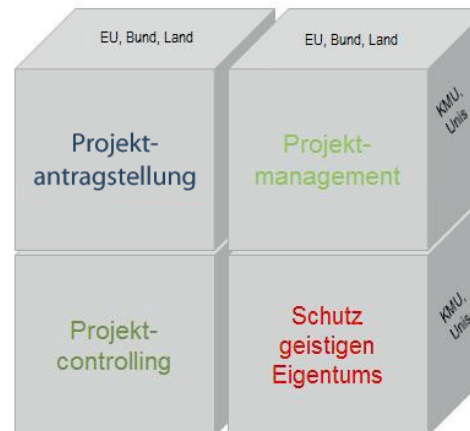 EU, Bund, Land
EU, Bund, Land
Projekt-
antragstellung
Projekt-
management
KMU,
Unis
Projekt-
controlling
Schutz
geistigen
Eigentums
KMU,
Unis